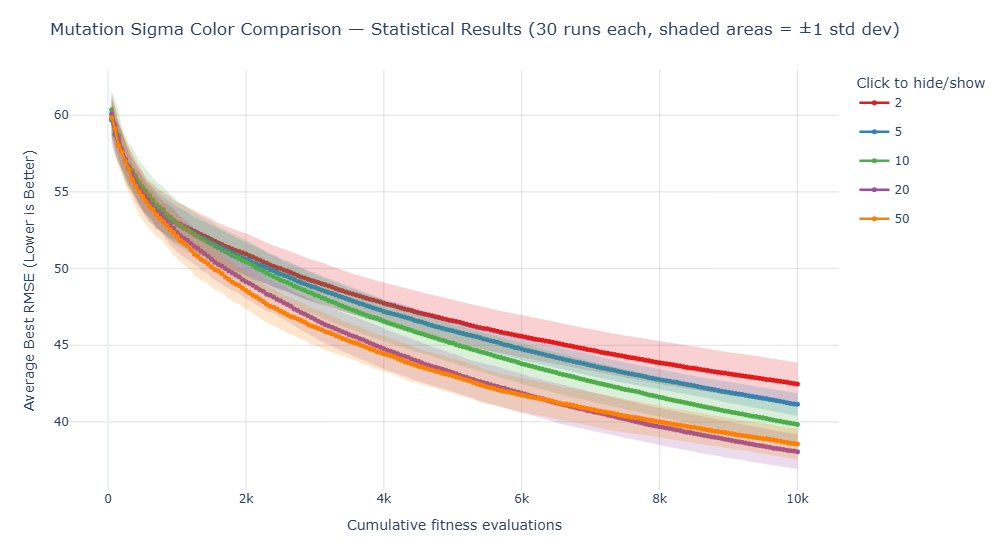 Mutation Sigma Color Comparison — Statistical Results (30 runs each, shaded areas = ±1 std dev)
Click to hide/show
2
5
10
20
50
Average Best RMSE (Lower is Better)
60
55
50
45
40
0
2k
4k
6k
8k
10k
Cumulative fitness evaluations